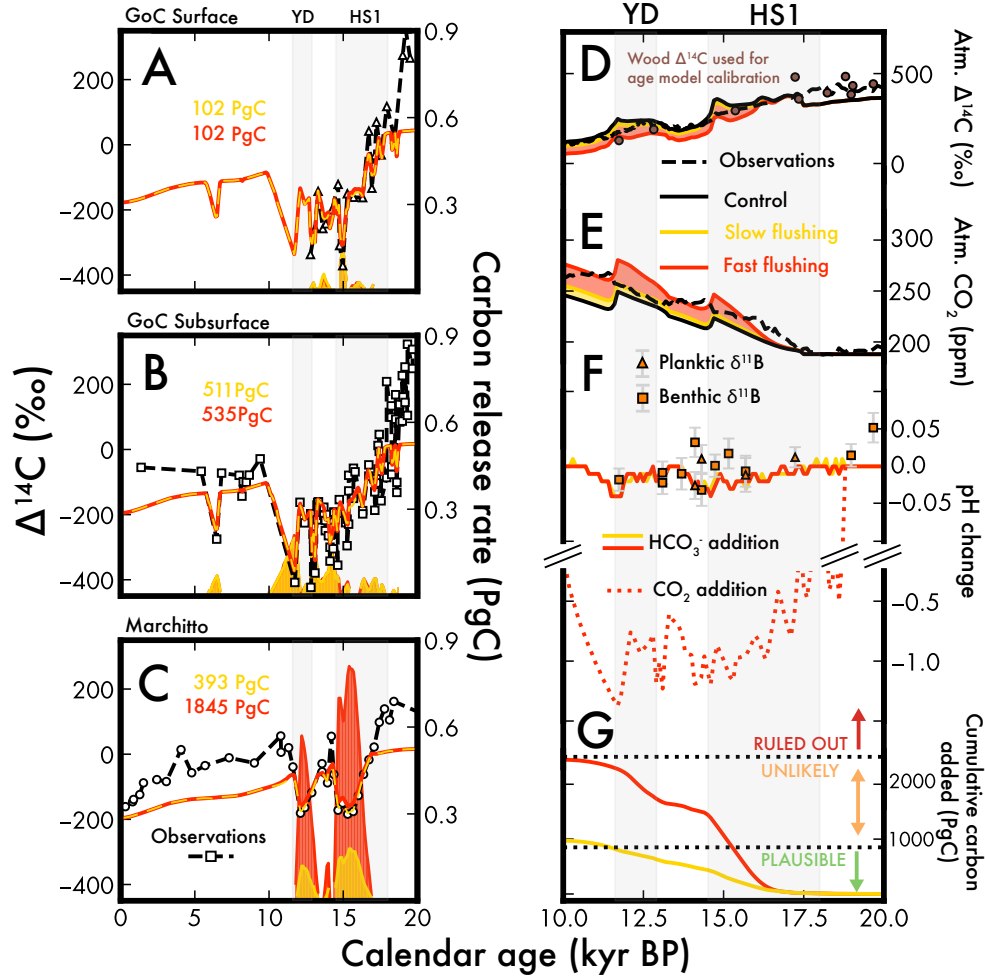 GoC Surface
YD
HS1
A
102 PgC
102 PgC
200
0
−200
−400
0.9
0.6
0.3
GoC Subsurface
B
511PgC
535PgC
200
0
−200
−400
0.9
0.6
0.3
Marchitto
C
393 PgC
1845 PgC
Observations
200
0
−200
−400
0.9
0.6
0.3
0
5
10
15
20
Δ¹⁴C (‰)
Carbon release rate (PgC)
Calendar age (kyr BP)
YD
HS1
D
Wood Δ¹⁴C used for
age model calibration
500
0
Atm. Δ¹⁴C
(‰)
Observations
Control
Slow flushing
Fast flushing
E
300
250
200
Atm. CO₂
(ppm)
F
Planktic δ¹¹B
Benthic δ¹¹B
0.05
0.0
−0.05
pH change
HCO₃⁻ addition
CO₂ addition
−0.5
−1.0
G
RULED OUT
UNLIKELY
PLAUSIBLE
2000
1000
0
Cumulative carbon
added (PgC)
10.0
12.5
15.0
17.5
20.0